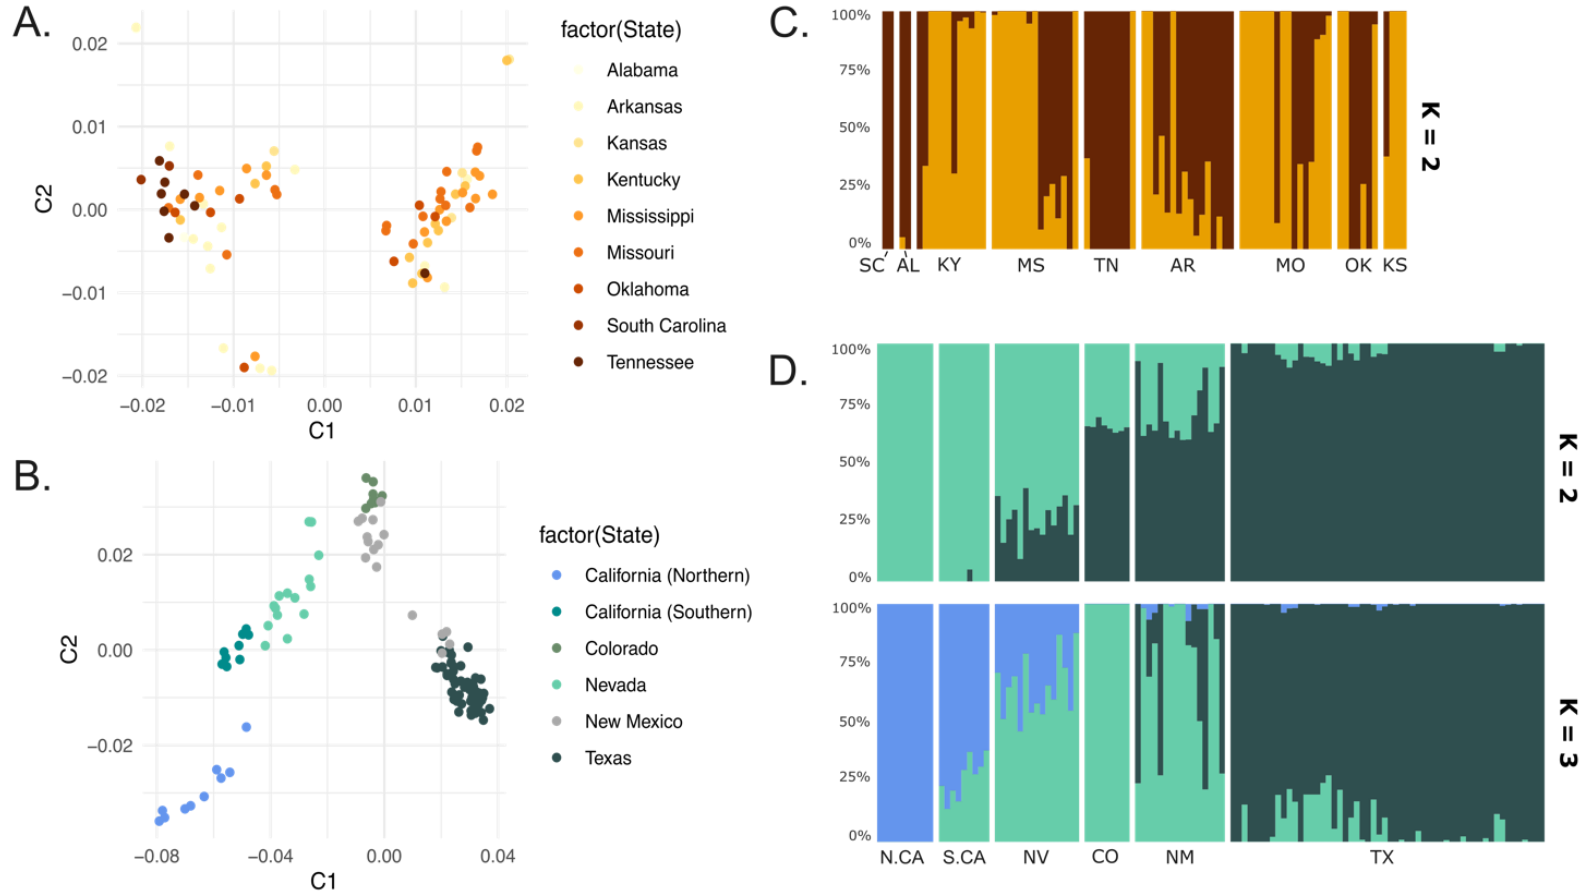 A.
C2
0.02
0.01
0.00
−0.01
−0.02
−0.02
−0.01
0.00
0.01
0.02
C1
factor(State)
Alabama
Arkansas
Kansas
Kentucky
Mississippi
Missouri
Oklahoma
South Carolina
Tennessee
B.
C2
0.02
0.00
−0.02
−0.08
−0.04
0.00
0.04
C1
factor(State)
California (Northern)
California (Southern)
Colorado
Nevada
New Mexico
Texas
C.
100%
75%
50%
25%
0%
SC AL KY MS TN AR MO OK KS
K = 2
D.
100%
75%
50%
25%
0%
K = 2
100%
75%
50%
25%
0%
N.CA S.CA NV CO NM TX
K = 3